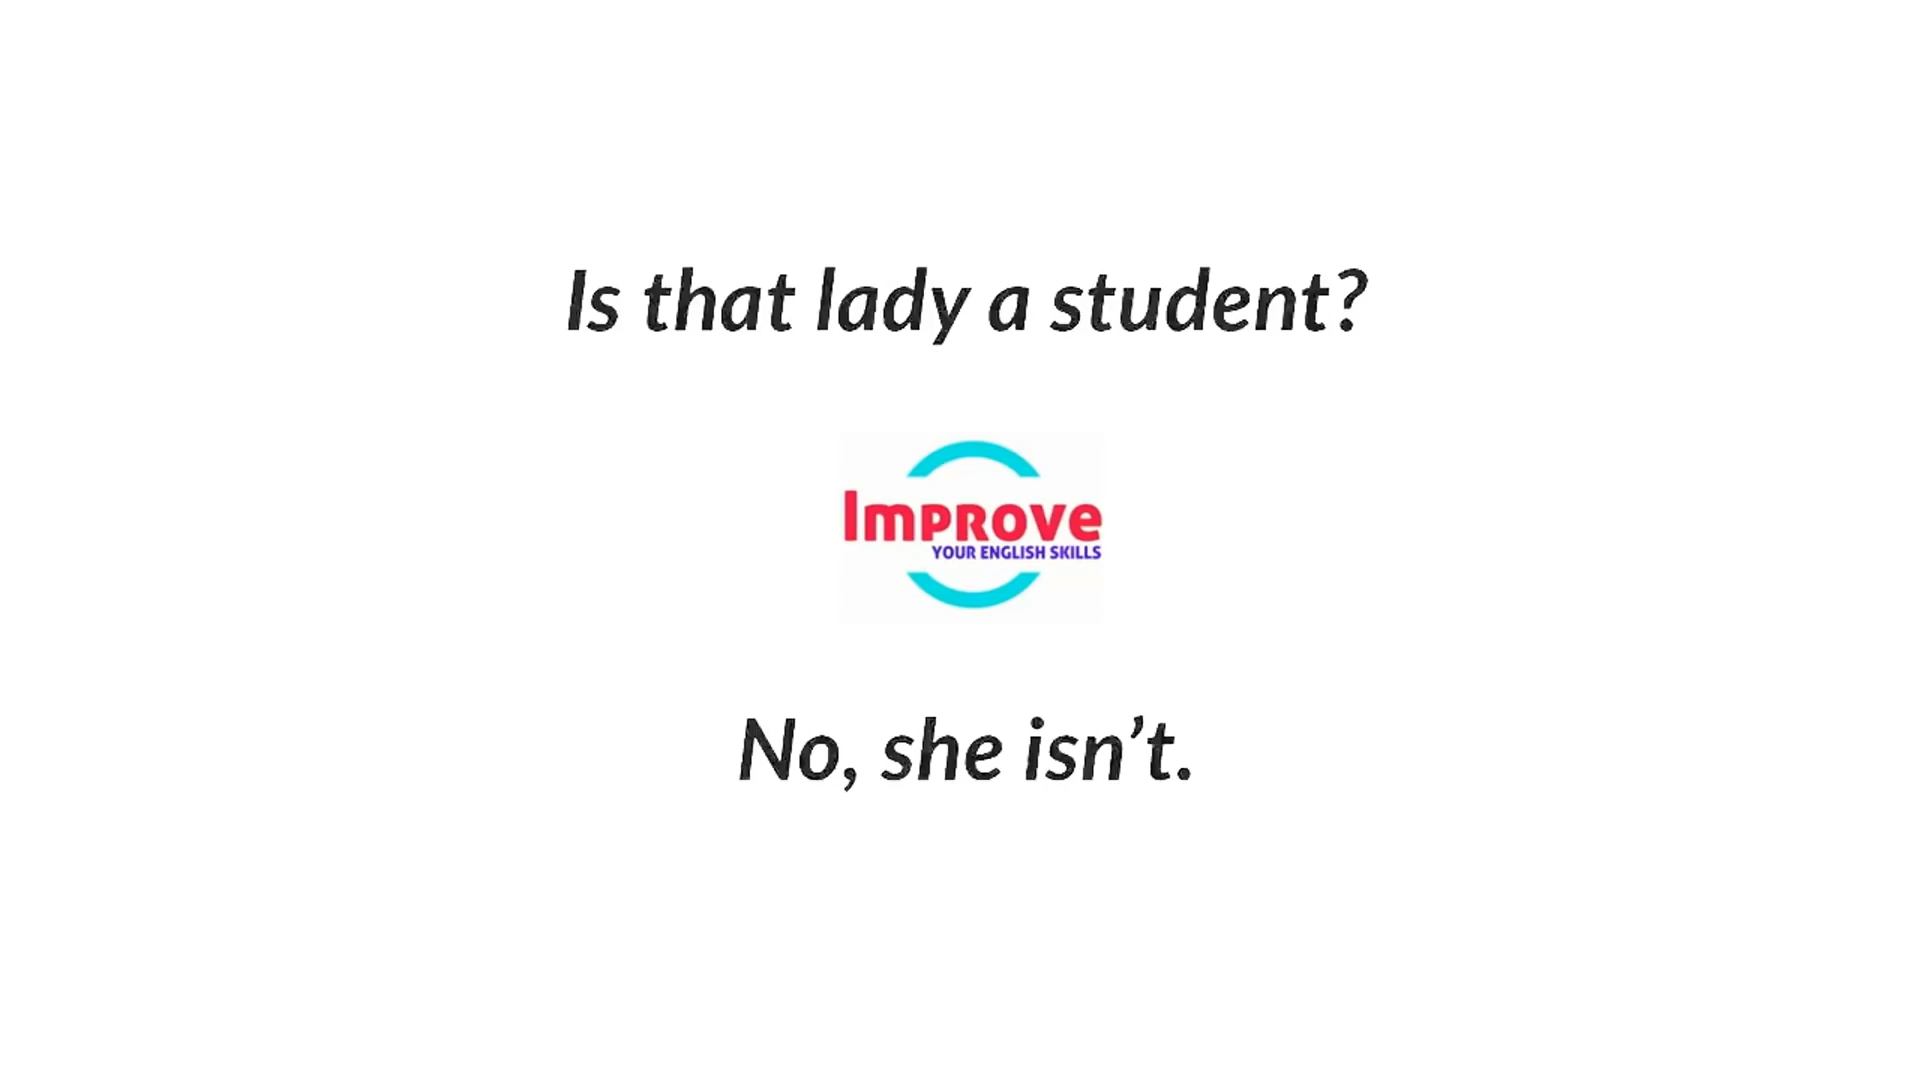 Is that lady a student?
Improve
YOUR ENGLISH SKILLS
No, she isn’t.